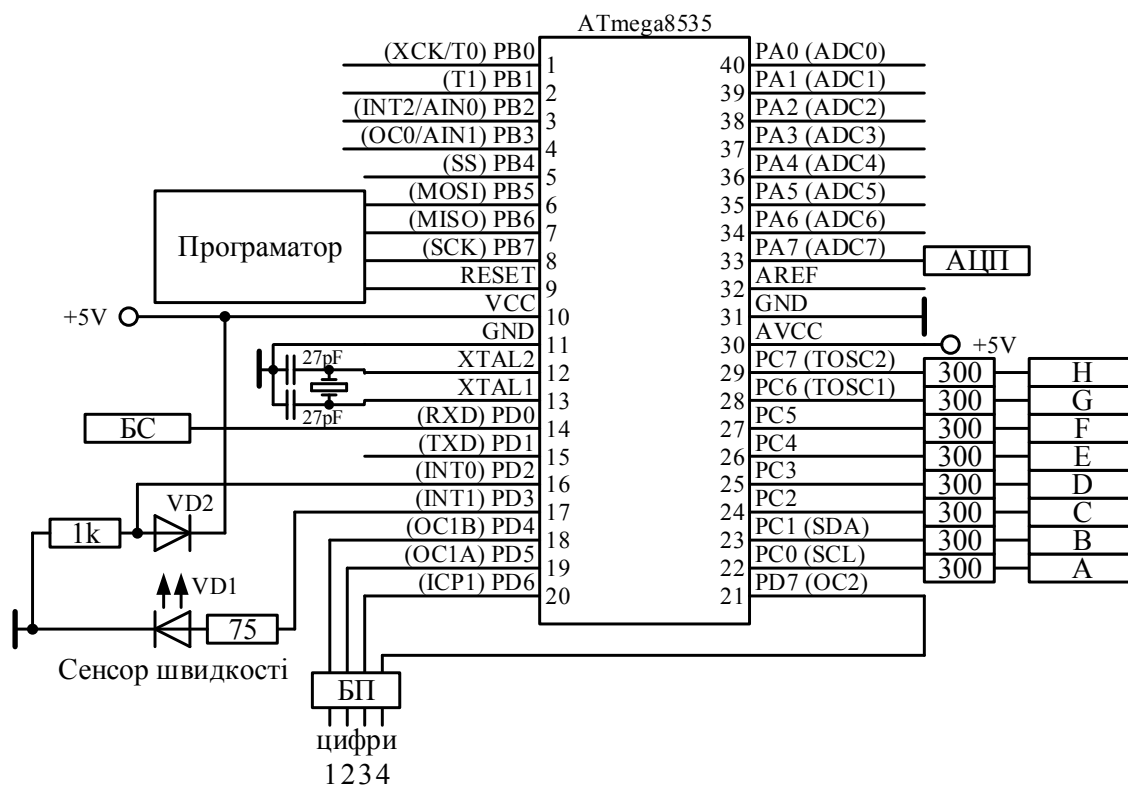 ATmega8535
(XCK/T0) PB0
1
(T1) PB1
2
(INT2/AIN0) PB2
3
(OC0/AIN1) PB3
4
(SS) PB4
5
(MOSI) PB5
6
(MISO) PB6
7
(SCK) PB7
8
RESET
9
VCC
10
GND
11
XTAL2
12
XTAL1
13
(RXD) PD0
14
(TXD) PD1
15
(INT0) PD2
16
(INT1) PD3
17
(OC1B) PD4
18
(OC1A) PD5
19
(ICP1) PD6
20
PA0 (ADC0)
40
PA1 (ADC1)
39
PA2 (ADC2)
38
PA3 (ADC3)
37
PA4 (ADC4)
36
PA5 (ADC5)
35
PA6 (ADC6)
34
PA7 (ADC7)
33
AREF
32
GND
31
AVCC
30
PC7 (TOSC2)
29
PC6 (TOSC1)
28
PC5
27
PC4
26
PC3
25
PC2
24
PC1 (SDA)
23
PC0 (SCL)
22
PD7 (OC2)
21
Програматор
+5V
27pF
27pF
БС
VD2
1k
VD1
75
Сенсор швидкості
БП
цифри
1234
АЦП
+5V
300 H
300 G
300 F
300 E
300 D
300 C
300 B
300 A